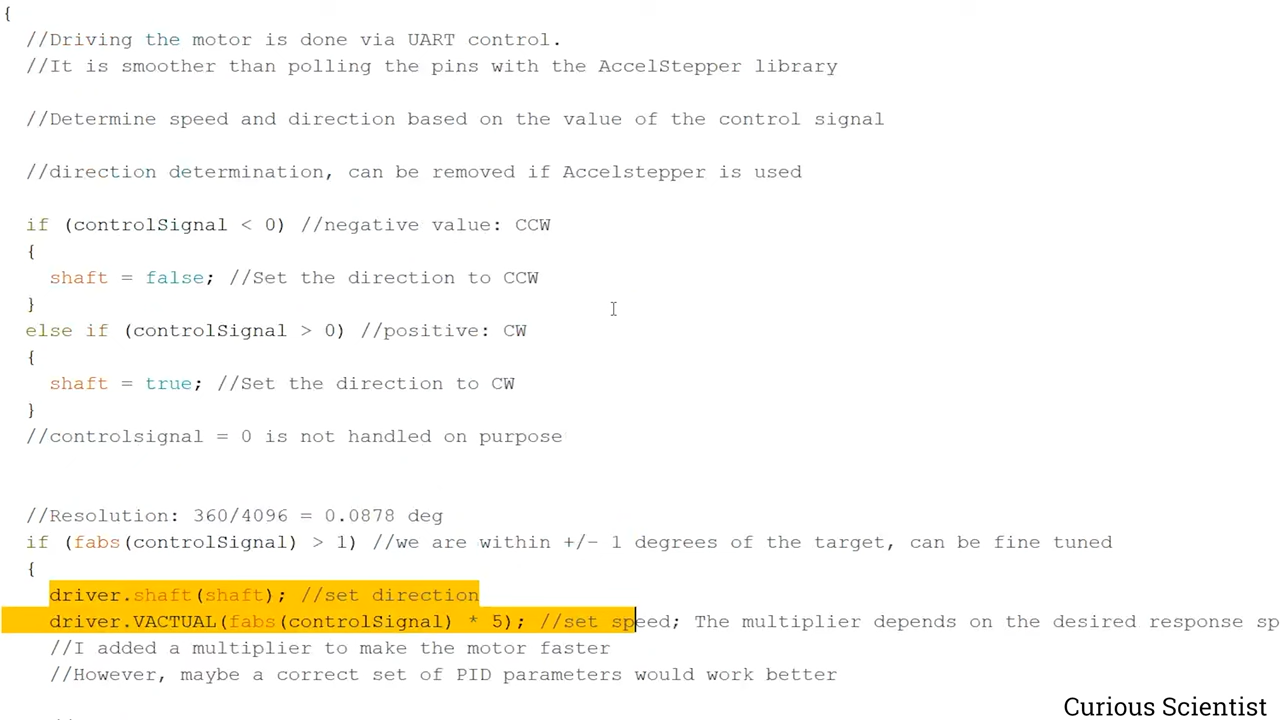 {
//Driving the motor is done via UART control.
//It is smoother than polling the pins with the AccelStepper library
//Determine speed and direction based on the value of the control signal
//direction determination, can be removed if Accelstepper is used
if (controlSignal < 0) //negative value: CCW
{
shaft = false; //Set the direction to CCW
}
else if (controlSignal > 0) //positive: CW
{
shaft = true; //Set the direction to CW
}
//controlsignal = 0 is not handled on purpose
//Resolution: 360/4096 = 0.0878 deg
if (fabs(controlSignal) > 1) //we are within +/- 1 degrees of the target, can be fine tuned
{
driver.shaft(shaft); //set direction
driver.VACTUAL(fabs(controlSignal) * 5); //set speed; The multiplier depends on the desired response sp
//I added a multiplier to make the motor faster
//However, maybe a correct set of PID parameters would work better
Curious Scientist